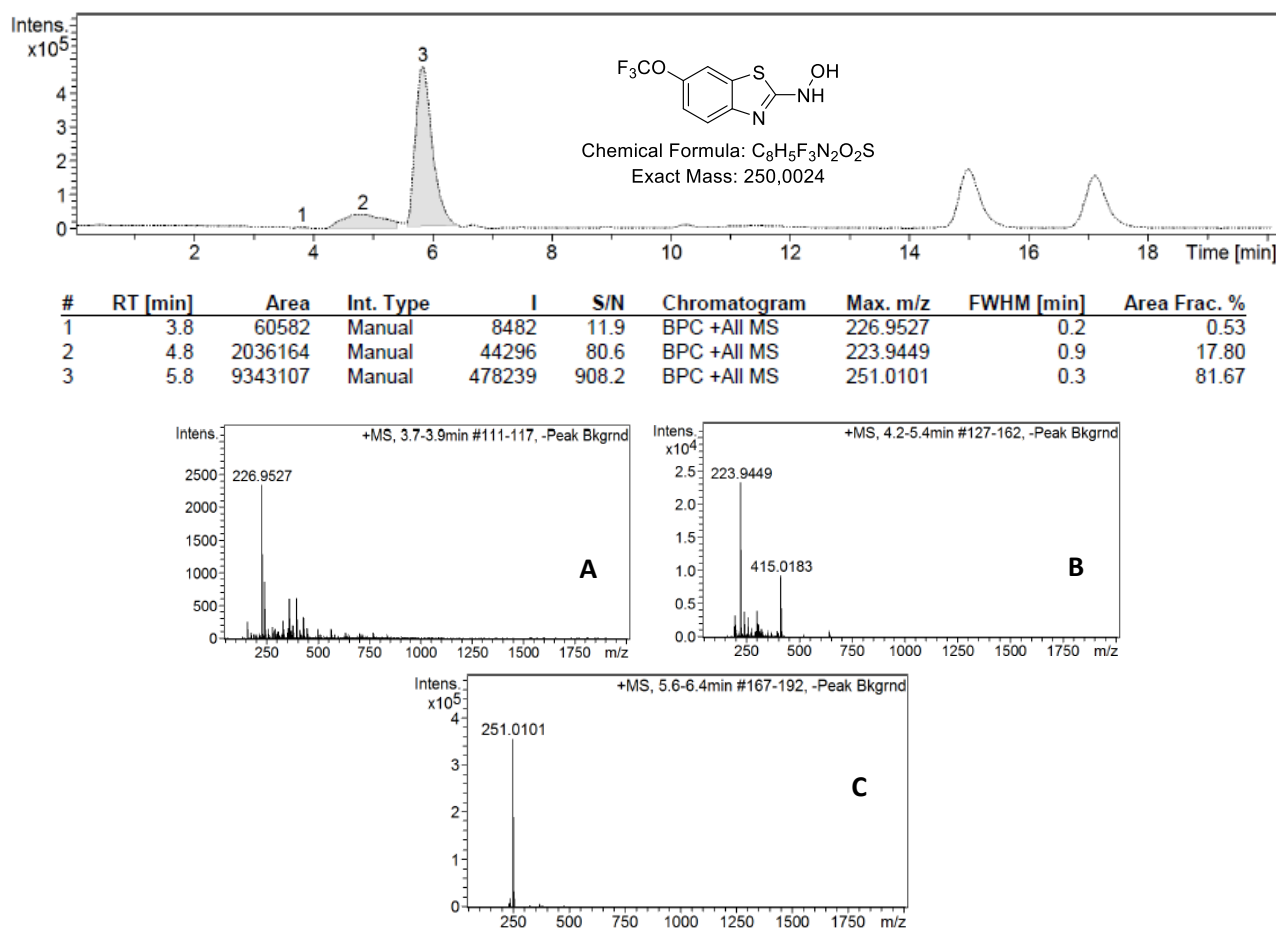 Intens.
x10⁵
4
3
2
1
0
1
2
3
F₃CO
S
N
OH
NH
Chemical Formula: C₈H₅F₃N₂O₂S
Exact Mass: 250,0024
2 4 6 8 10 12 14 16 18 Time [min]
# RT [min] Area Int. Type I S/N Chromatogram Max. m/z FWHM [min] Area Frac. %
1 3.8 60582 Manual 8482 11.9 BPC +All MS 226.9527 0.2 0.53
2 4.8 2036164 Manual 44296 80.6 BPC +All MS 223.9449 0.9 17.80
3 5.8 9343107 Manual 478239 908.2 BPC +All MS 251.0101 0.3 81.67
Intens.
+MS, 3.7-3.9min #111-117, -Peak Bkgrnd
226.9527
2500
2000
1500
1000
500
0
A
250 500 750 1000 1250 1500 1750 m/z
Intens.
x10⁴
+MS, 4.2-5.4min #127-162, -Peak Bkgrnd
223.9449
2.5
2.0
1.5
1.0
0.5
0.0
415.0183
B
250 500 750 1000 1250 1500 1750 m/z
Intens.
x10⁵
+MS, 5.6-6.4min #167-192, -Peak Bkgrnd
251.0101
4
3
2
1
0
C
250 500 750 1000 1250 1500 1750 m/z